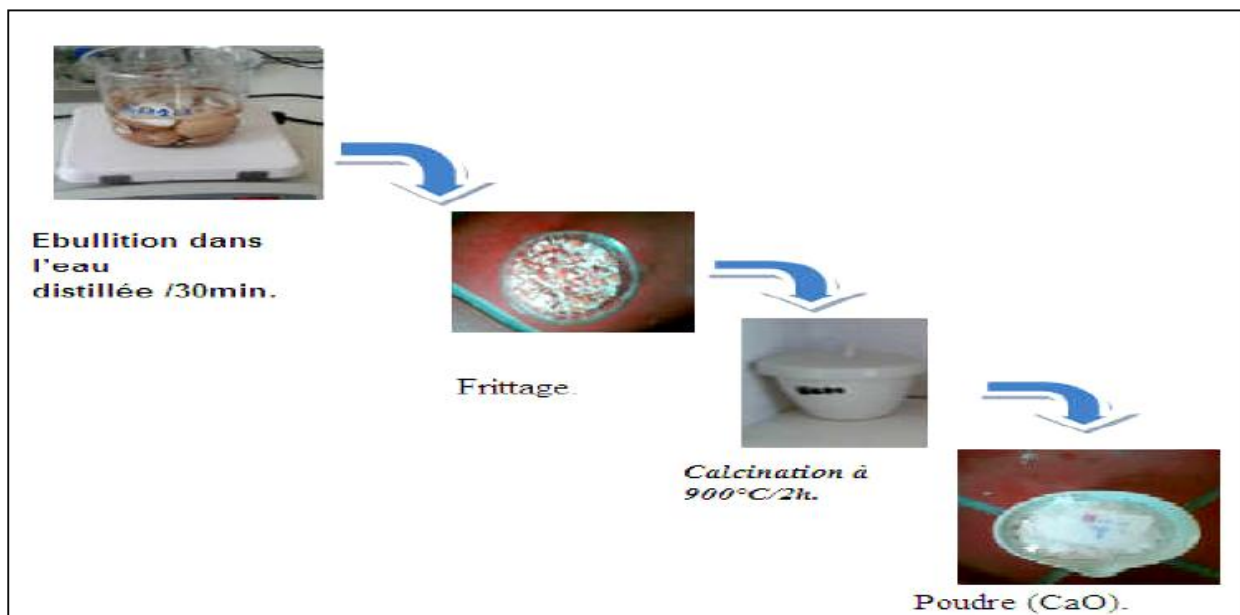 Ebullition dans
l'eau
distillée /30min.
Frittage.
Calcination à
900°C/2h.
Poudre (CaO).